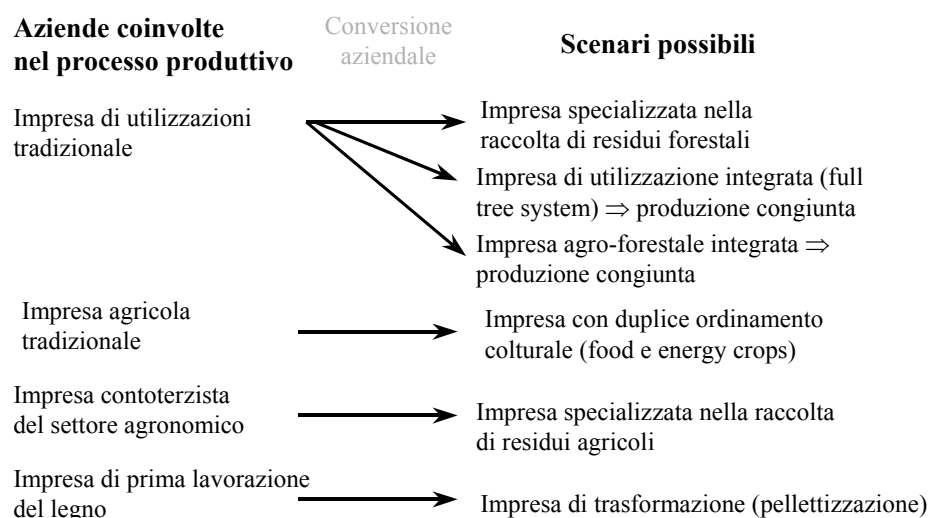 Aziende coinvolte
nel processo produttivo
Conversione
aziendale
Scenari possibili
Impresa di utilizzazioni
tradizionale
Impresa specializzata nella
raccolta di residui forestali
Impresa di utilizzazione integrata (full
tree system) ⇒ produzione congiunta
Impresa agro-forestale integrata ⇒
produzione congiunta
Impresa agricola
tradizionale
Impresa con duplice ordinamento
colturale (food e energy crops)
Impresa contoterzista
del settore agronomico
Impresa specializzata nella raccolta
di residui agricoli
Impresa di prima lavorazione
del legno
Impresa di trasformazione (pellettizzazione)